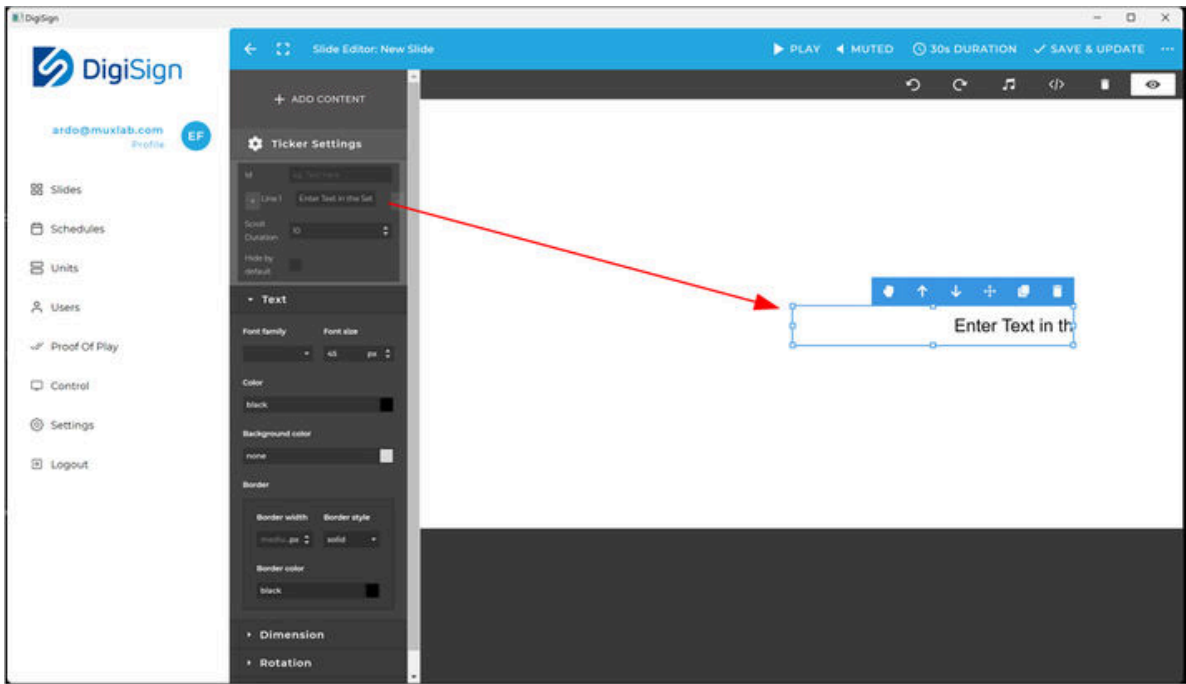 DigiSign
DigiSign
ardo@muxlab.com
Profile
EF
Slides
Schedules
Units
Users
Proof Of Play
Control
Settings
Logout
Slide Editor: New Slide
PLAY
MUTED
30s DURATION
SAVE & UPDATE
+ ADD CONTENT
Ticker Settings
Id
Line 1
Enter Text in the Set
Scroll
Duration
10
Hide by
default
Text
Font family
Font size
45
px
Color
black
Background color
none
Border
Border width
Border style
px
solid
Border color
black
Dimension
Rotation
Enter Text in th